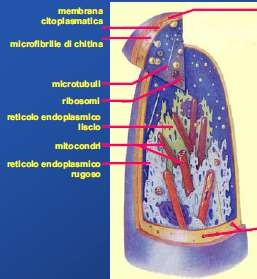 membrana
citoplasmatica
microfibrille di chitina
microtubuli
ribosomi
reticolo endoplasmico
liscio
mitocondri
reticolo endoplasmico
rugoso